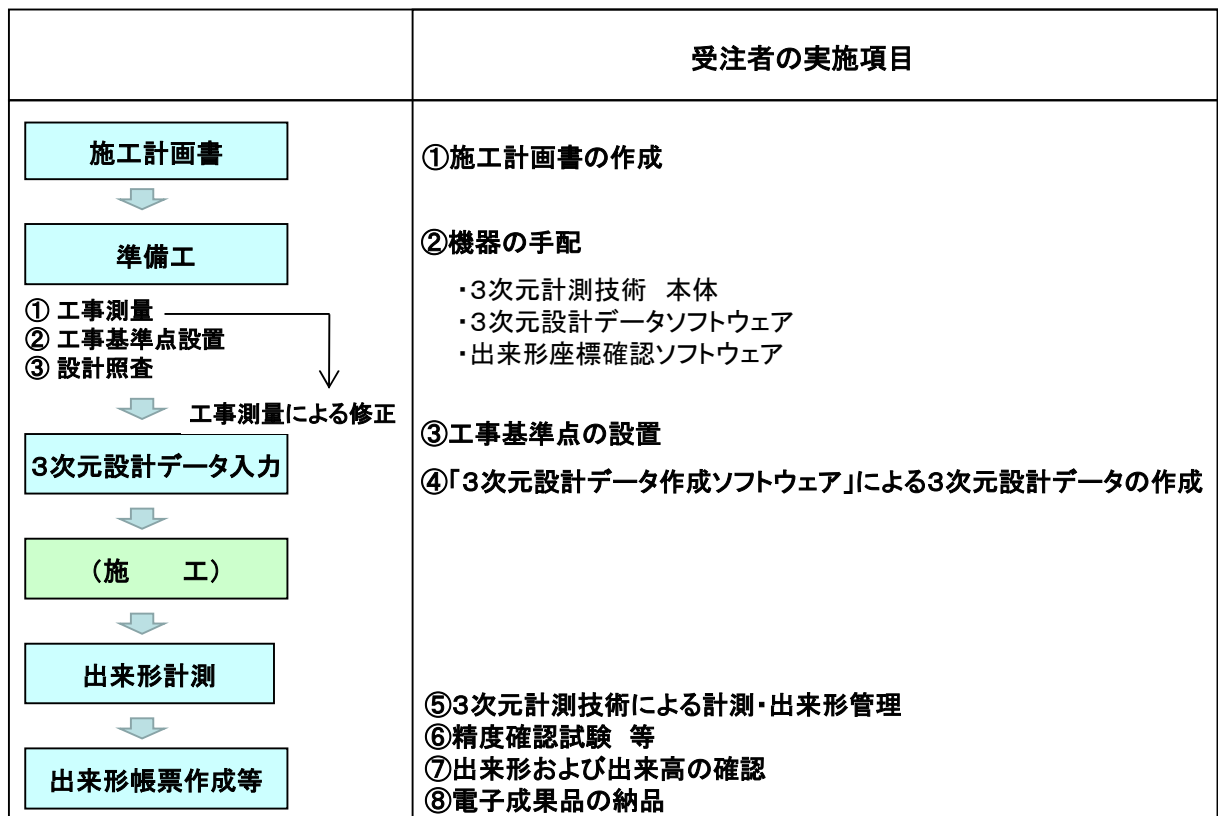 受注者の実施項目
施工計画書
①施工計画書の作成
準備工
②機器の手配
・3次元計測技術　本体
・3次元設計データソフトウェア
・出来形座標確認ソフトウェア
① 工事測量
② 工事基準点設置
③ 設計照査
工事測量による修正
③工事基準点の設置
3次元設計データ入力
④「3次元設計データ作成ソフトウェア」による3次元設計データの作成
（施　　工）
出来形計測
⑤3次元計測技術による計測・出来形管理
⑥精度確認試験　等
⑦出来形および出来高の確認
出来形帳票作成等
⑧電子成果品の納品